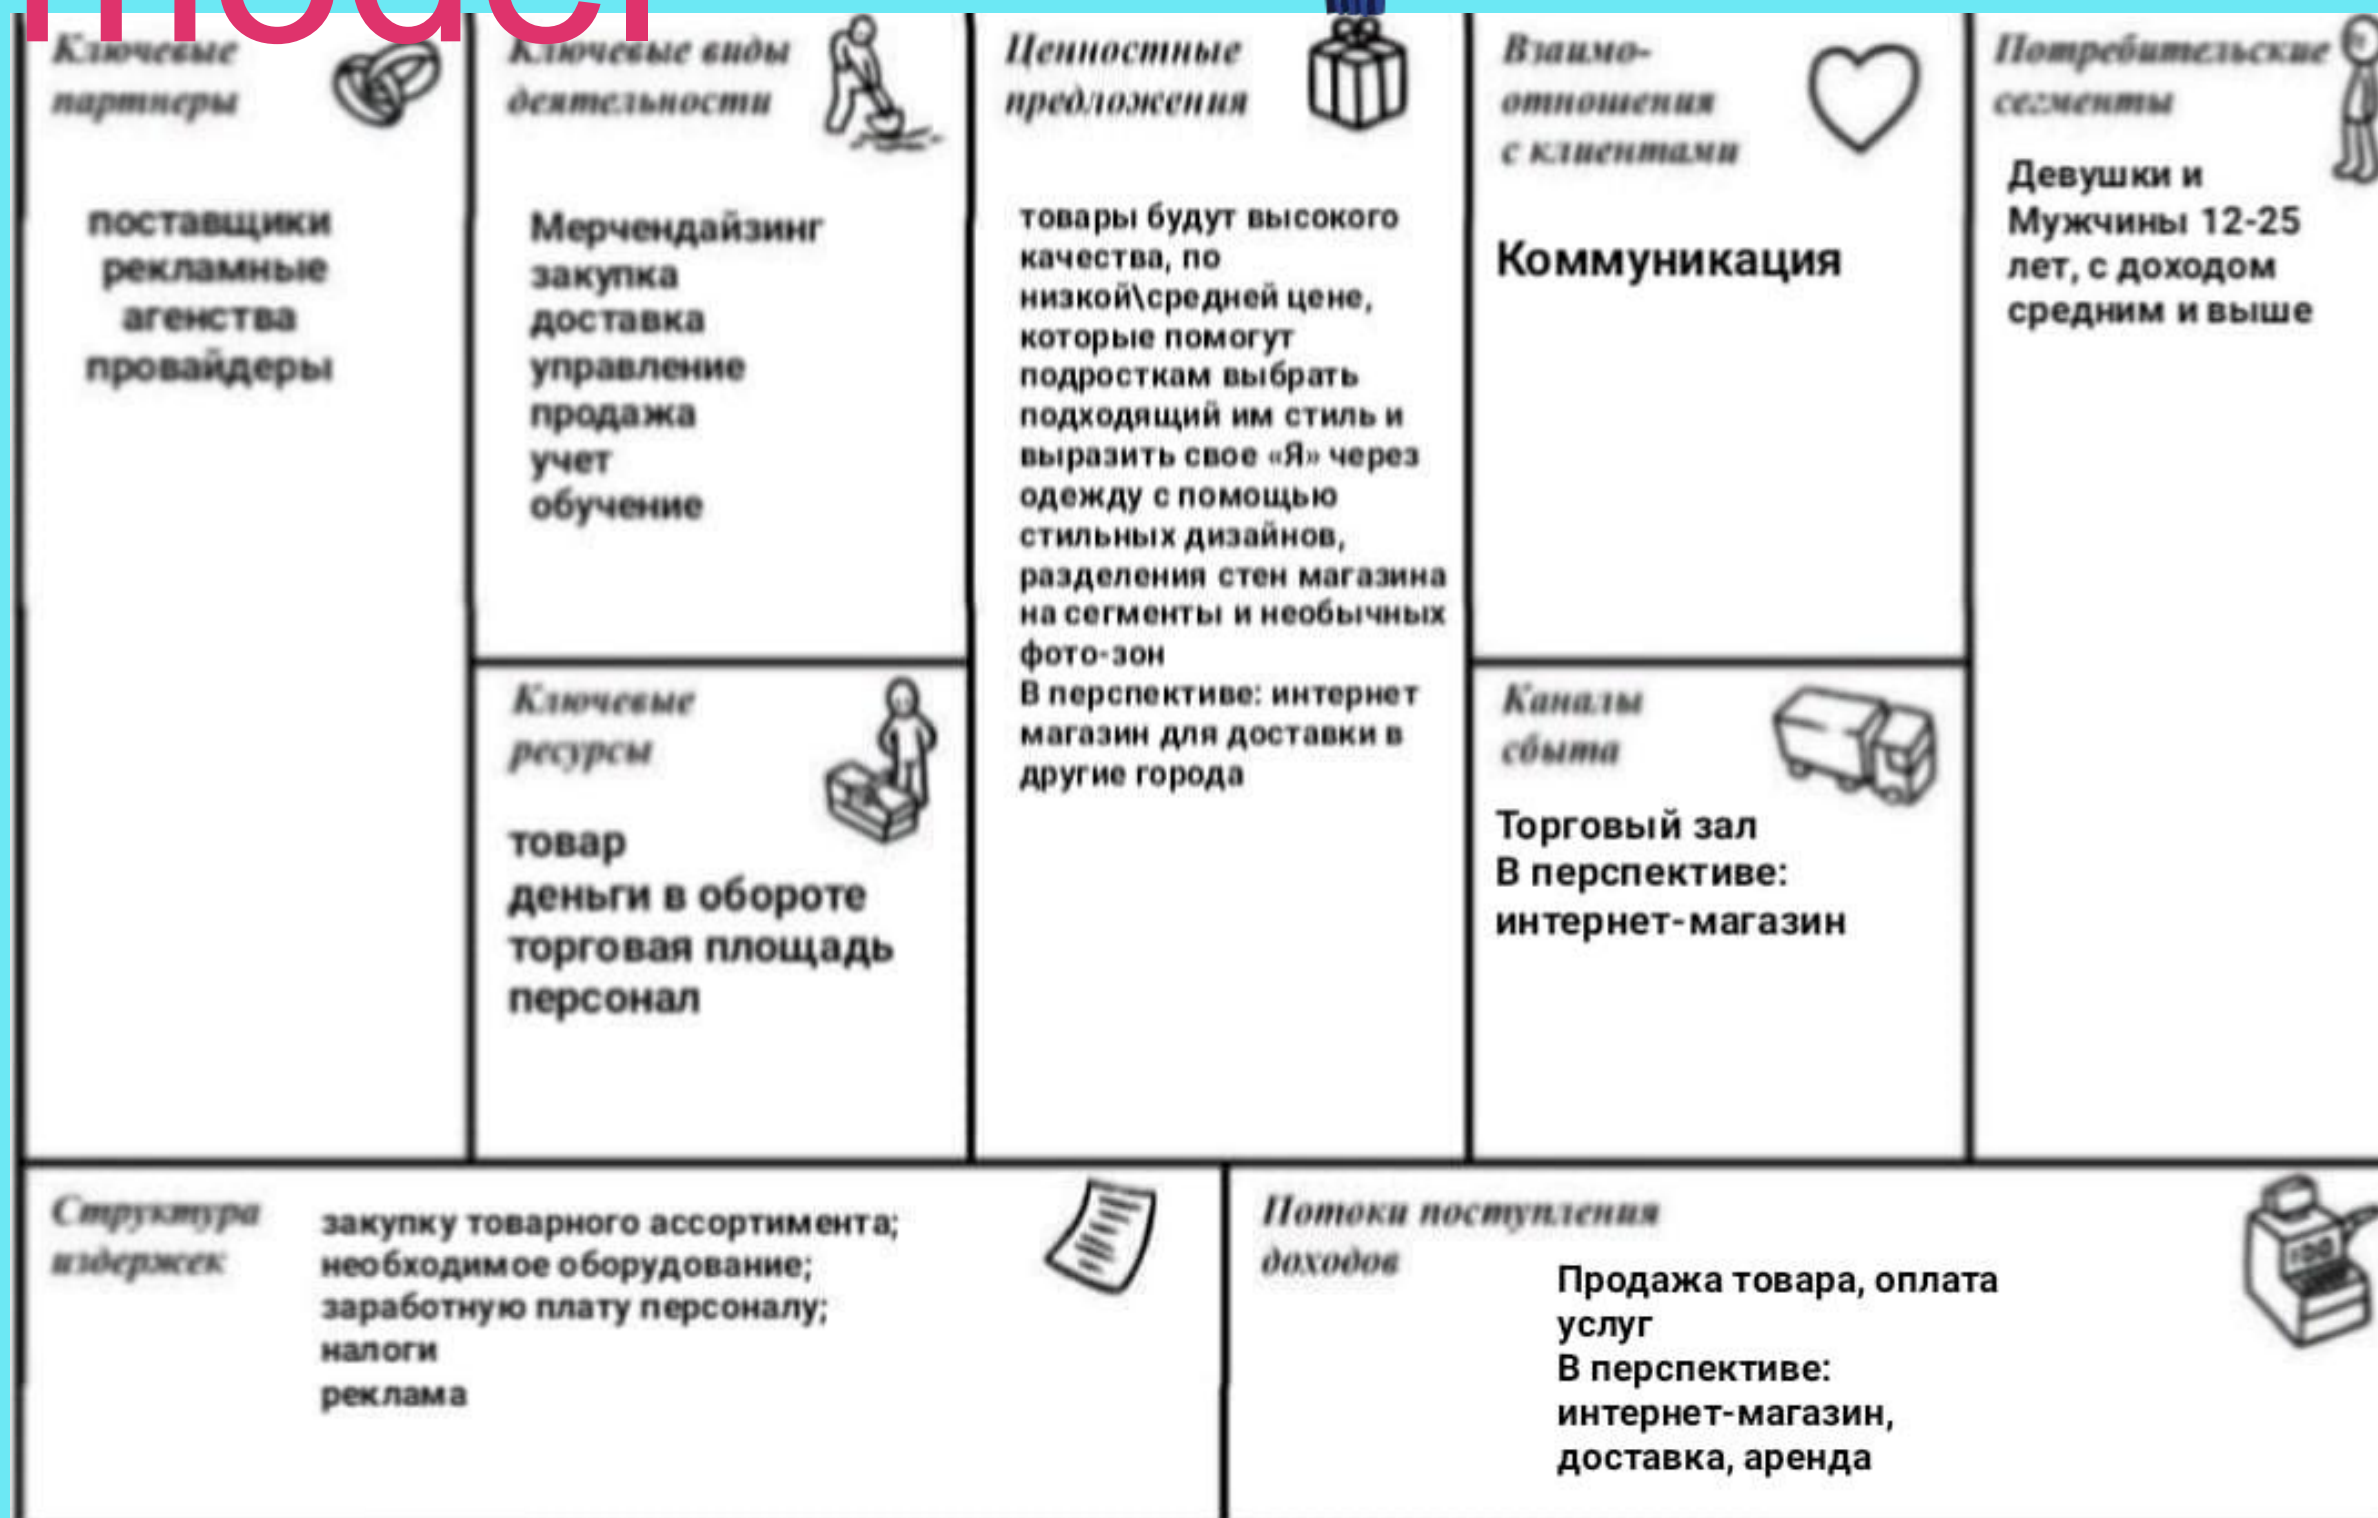 model
Ключевые
партнеры
поставщики
рекламные
агенства
провайдеры
Ключевые виды
деятельности
Мерчендайзинг
закупка
доставка
управление
продажа
учет
обучение
Ключевые
ресурсы
товар
деньги в обороте
торговая площадь
персонал
Ценностные
предложения
товары будут высокого
качества, по
низкой\средней цене,
которые помогут
подросткам выбрать
подходящий им стиль и
выразить свое «Я» через
одежду с помощью
стильных дизайнов,
разделения стен магазина
на сегменты и необычных
фото-зон
В перспективе: интернет
магазин для доставки в
другие города
Взаимо-
отношения
с клиентами
Коммуникация
Каналы
сбыта
Торговый зал
В перспективе:
интернет-магазин
Потребительские
сегменты
Девушки и
Мужчины 12-25
лет, с доходом
средним и выше
Структура
издержек
закупку товарного ассортимента;
необходимое оборудование;
заработную плату персоналу;
налоги
реклама
Потоки поступления
доходов
Продажа товара, оплата
услуг
В перспективе:
интернет-магазин,
доставка, аренда